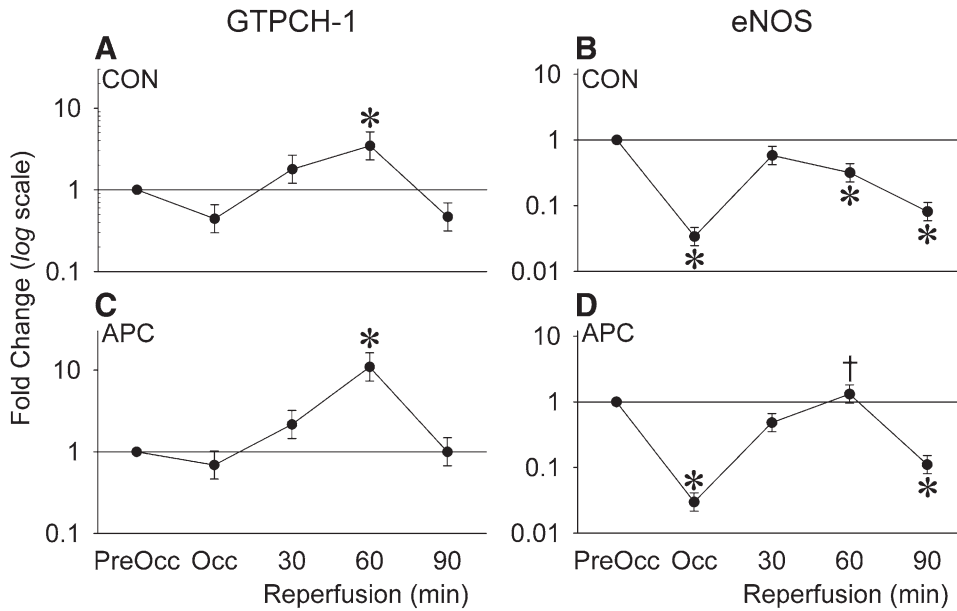 GTPCH-1
eNOS
A
CON
10
1
0.1
B
CON
10
1
0.1
0.01
*
*
*
*
Fold Change (log scale)
C
APC
10
1
0.1
D
APC
10
1
0.1
0.01
*
†
*
*
PreOcc Occ 30 60 90
Reperfusion (min)
PreOcc Occ 30 60 90
Reperfusion (min)